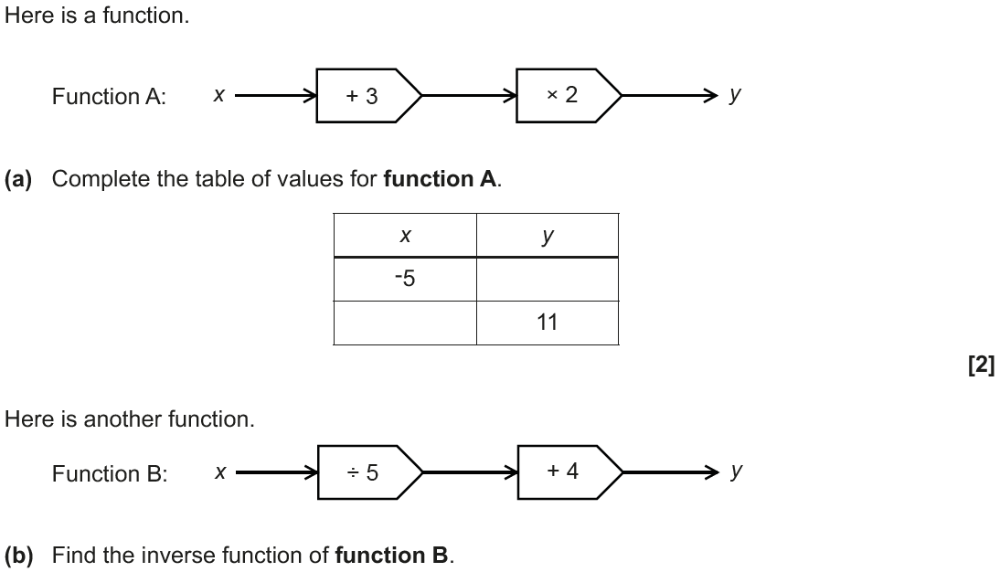 Here is a function.
Function A: x + 3 × 2 y
(a) Complete the table of values for function A.
x y
-5
11
[2]
Here is another function.
Function B: x ÷ 5 + 4 y
(b) Find the inverse function of function B.